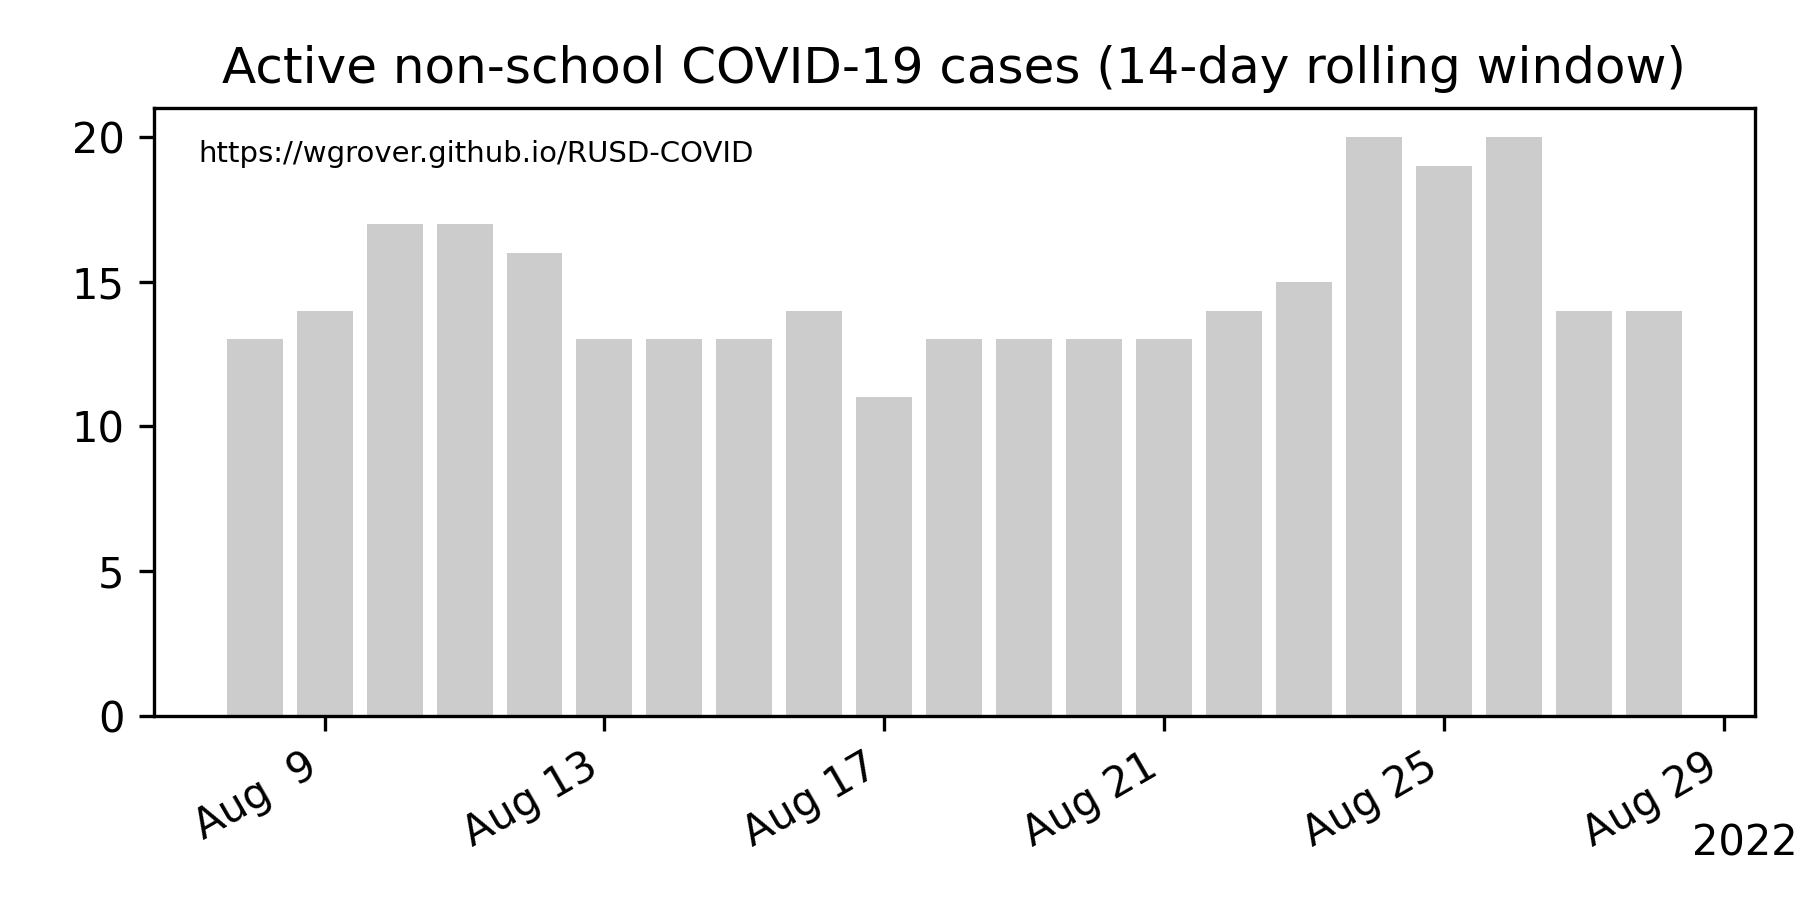 Active non-school COVID-19 cases (14-day rolling window)
https://wgrover.github.io/RUSD-COVID
20
15
10
5
0
Aug 9
Aug 13
Aug 17
Aug 21
Aug 25
Aug 29
2022